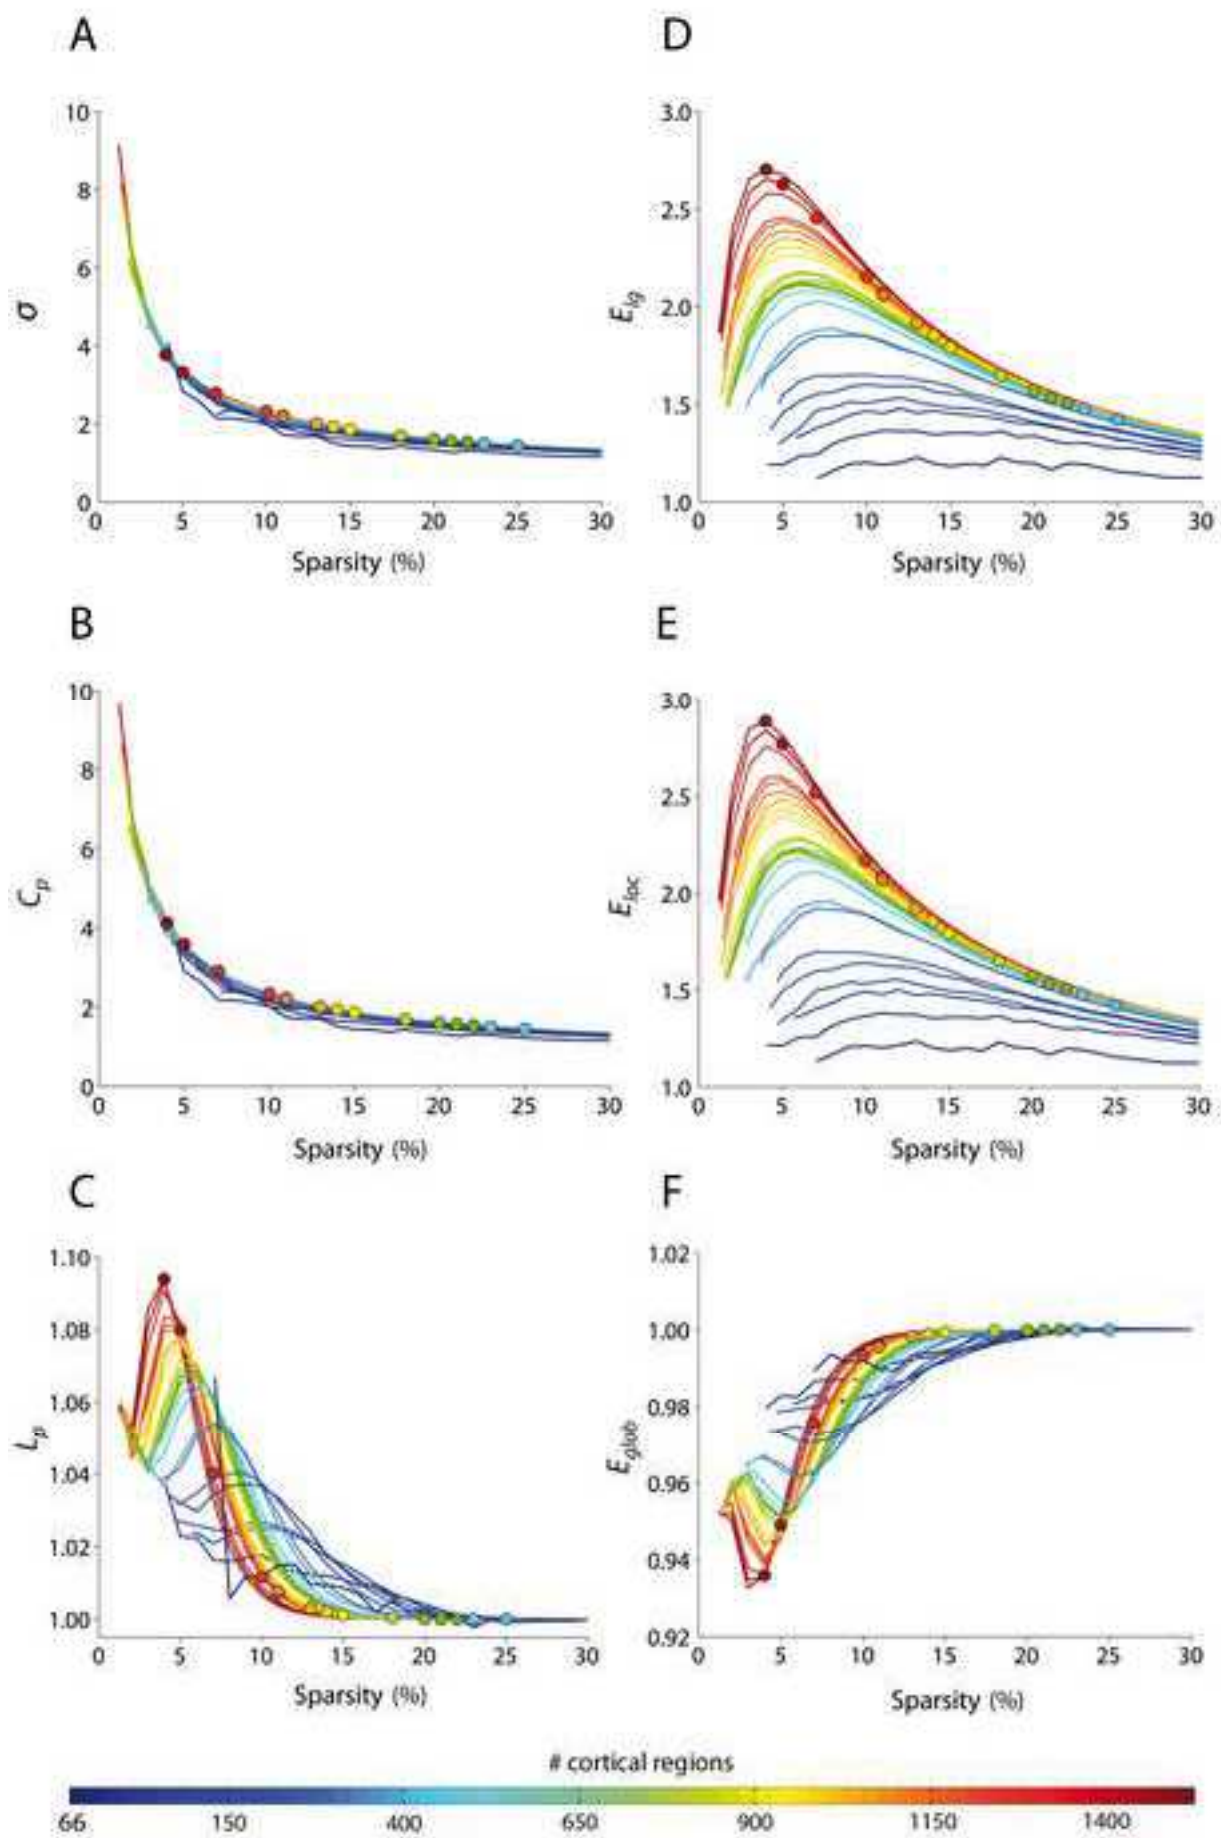 A
10
8
6
4
2
0
σ
0 5 10 15 20 25 30
Sparsity (%)
D
3.0
2.5
2.0
1.5
1.0
E_lg
0 5 10 15 20 25 30
Sparsity (%)
B
10
8
6
4
2
0
C_p
0 5 10 15 20 25 30
Sparsity (%)
E
3.0
2.5
2.0
1.5
1.0
E_loc
0 5 10 15 20 25 30
Sparsity (%)
C
1.10
1.08
1.06
1.04
1.02
1.00
L_p
0 5 10 15 20 25 30
Sparsity (%)
F
1.02
1.00
0.98
0.96
0.94
0.92
E_glob
0 5 10 15 20 25 30
Sparsity (%)
# cortical regions
66 150 400 650 900 1150 1400